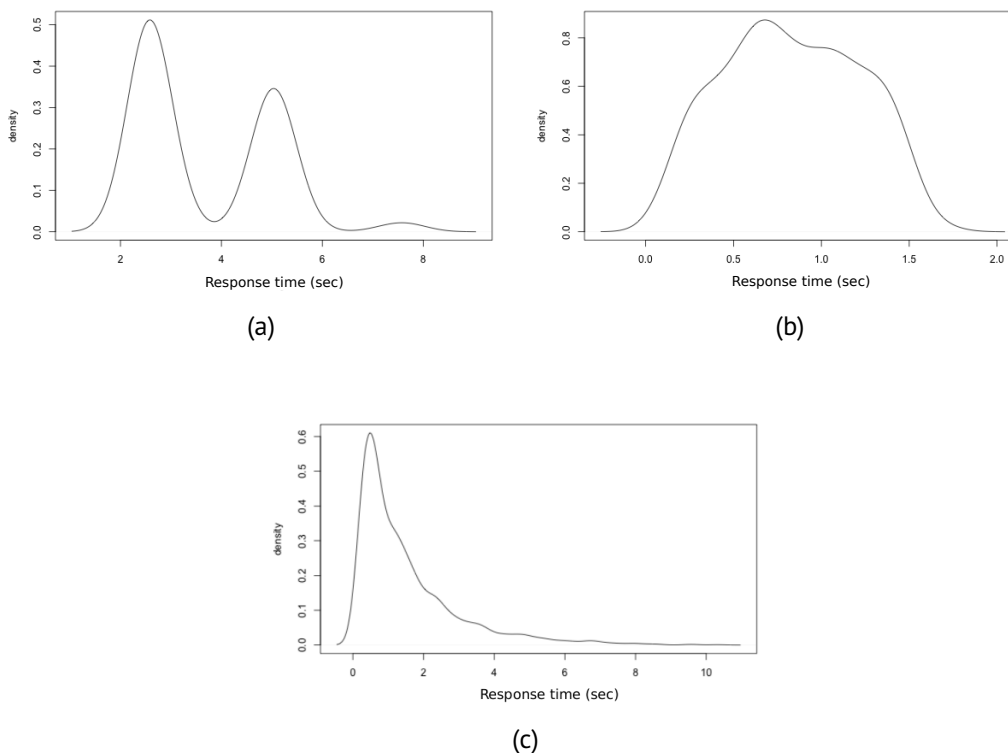 density
0.0 0.1 0.2 0.3 0.4 0.5
2 4 6 8
Response time (sec)
(a)
density
0.0 0.2 0.4 0.6 0.8
0.0 0.5 1.0 1.5 2.0
Response time (sec)
(b)
density
0.0 0.1 0.2 0.3 0.4 0.5 0.6
0 2 4 6 8 10
Response time (sec)
(c)